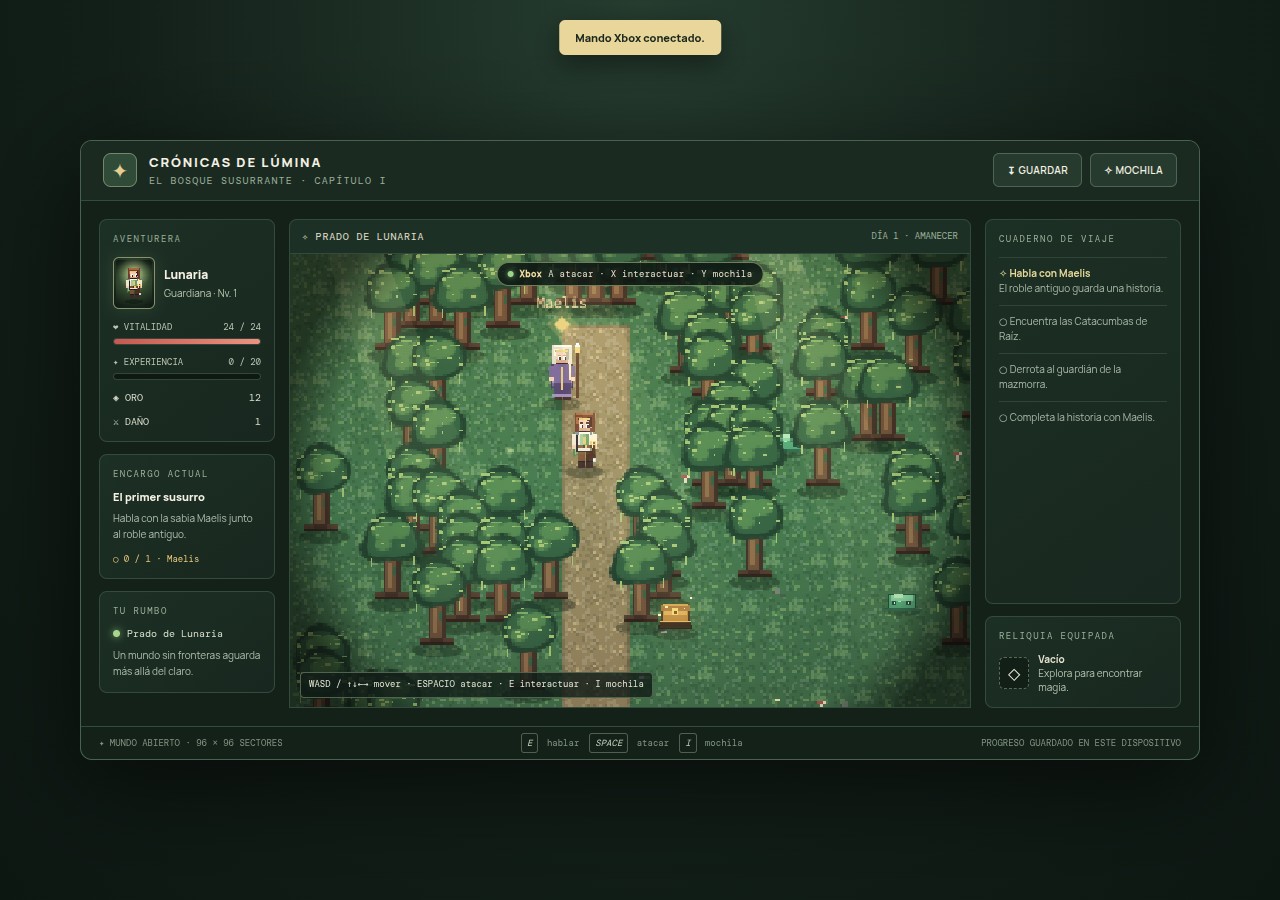 Mando Xbox conectado.
✦ CRÓNICAS DE LÚMINA
EL BOSQUE SUSURRANTE · CAPÍTULO I
↧ GUARDAR
✧ MOCHILA
AVENTURERA
Lunaria
Guardiana · Nv. 1
❤ VITALIDAD 24 / 24
✦ EXPERIENCIA 0 / 20
◈ ORO 12
⚔ DAÑO 1
ENCARGO ACTUAL
El primer susurro
Habla con la sabia Maelis junto
al roble antiguo.
○ 0 / 1 · Maelis
TU RUMBO
Prado de Lunaria
Un mundo sin fronteras aguarda
más allá del claro.
⌖ PRADO DE LUNARIA
DÍA 1 · AMANECER
Xbox A atacar · X interactuar · Y mochila
Maelis
WASD / ↑↓←→ mover · ESPACIO atacar · E interactuar · I mochila
CUADERNO DE VIAJE
✧ Habla con Maelis
El roble antiguo guarda una historia.
○ Encuentra las Catacumbas de
Raíz.
○ Derrota al guardián de la
mazmorra.
○ Completa la historia con Maelis.
RELIQUIA EQUIPADA
◇ Vacío
Explora para encontrar
magia.
✦ MUNDO ABIERTO · 96 × 96 SECTORES
E hablar SPACE atacar I mochila
PROGRESO GUARDADO EN ESTE DISPOSITIVO